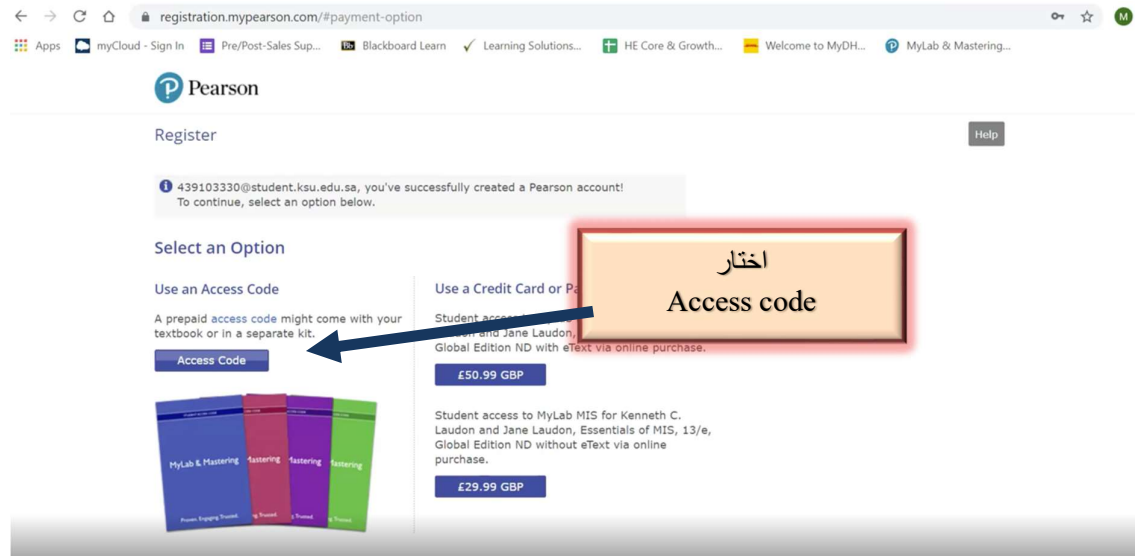 registration.mypearson.com/#payment-option
M
Apps myCloud - Sign In Pre/Post-Sales Sup... Bb Blackboard Learn Learning Solutions... HE Core & Growth... Welcome to MyDH... MyLab & Mastering...
P Pearson
Register
Help
439103330@student.ksu.edu.sa, you've successfully created a Pearson account!
To continue, select an option below.
Select an Option
Use an Access Code
A prepaid access code might come with your
textbook or in a separate kit.
Access Code
MyLab & Mastering Mastering Mastering Mastering
Use a Credit Card or
Student
and Jane Laudon,
Global Edition ND with eText via online purchase.
£50.99 GBP
Student access to MyLab MIS for Kenneth C.
Laudon and Jane Laudon, Essentials of MIS, 13/e,
Global Edition ND without eText via online
purchase.
£29.99 GBP
اختار
Access code